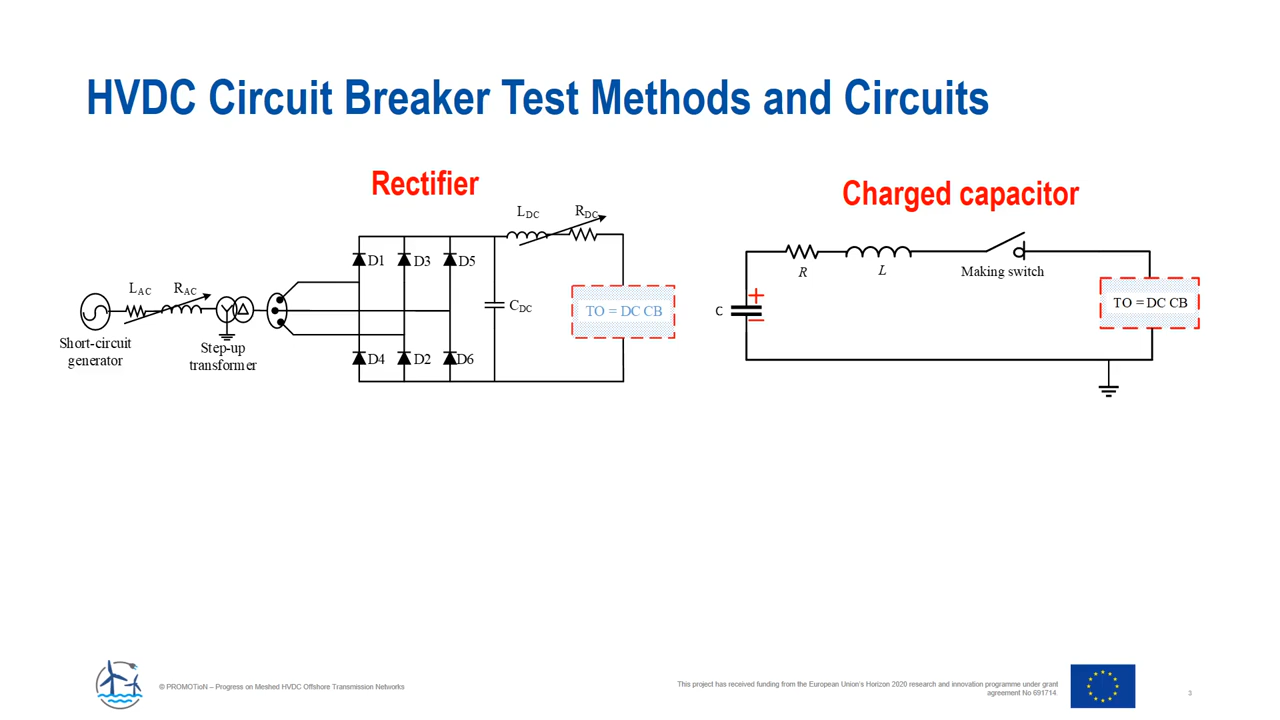 HVDC Circuit Breaker Test Methods and Circuits
Rectifier
L_DC
R_DC
D1
D3
D5
L_AC
R_AC
C_DC
TO = DC CB
Short-circuit
generator
Step-up
transformer
D4
D2
D6
Charged capacitor
R
L
Making switch
+
C
−
TO = DC CB
© PROMOTioN – Progress on Meshed HVDC Offshore Transmission Networks
This project has received funding from the European Union's Horizon 2020 research and innovation programme under grant
agreement No 691714.
3